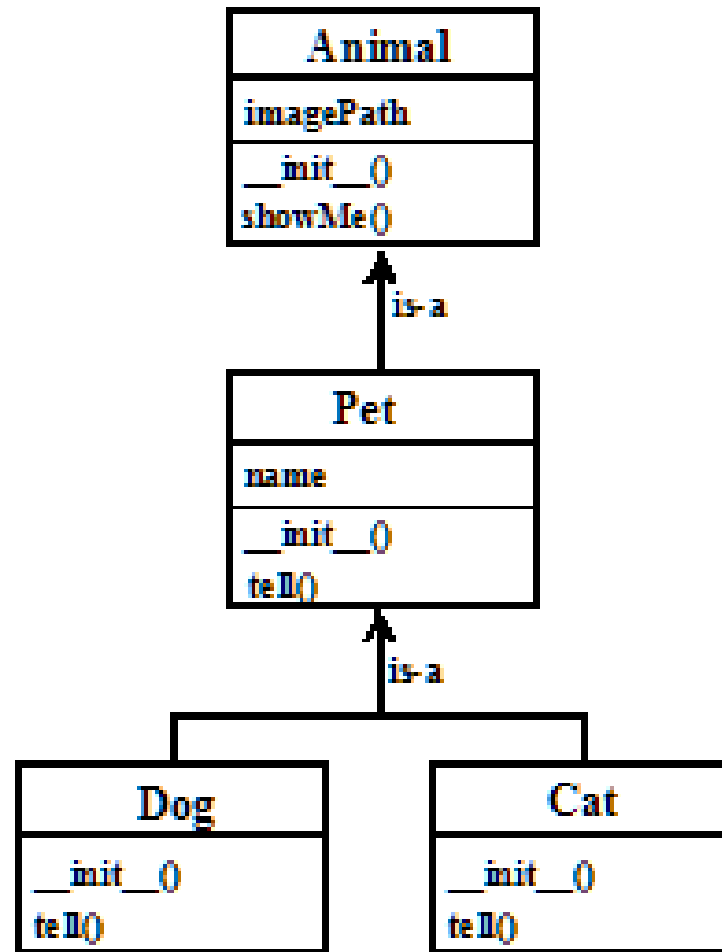 Animal
imagePath
__init__()
showMe()
is-a
Pet
name
__init__()
tell()
is-a
Dog
__init__()
tell()
Cat
__init__()
tell()